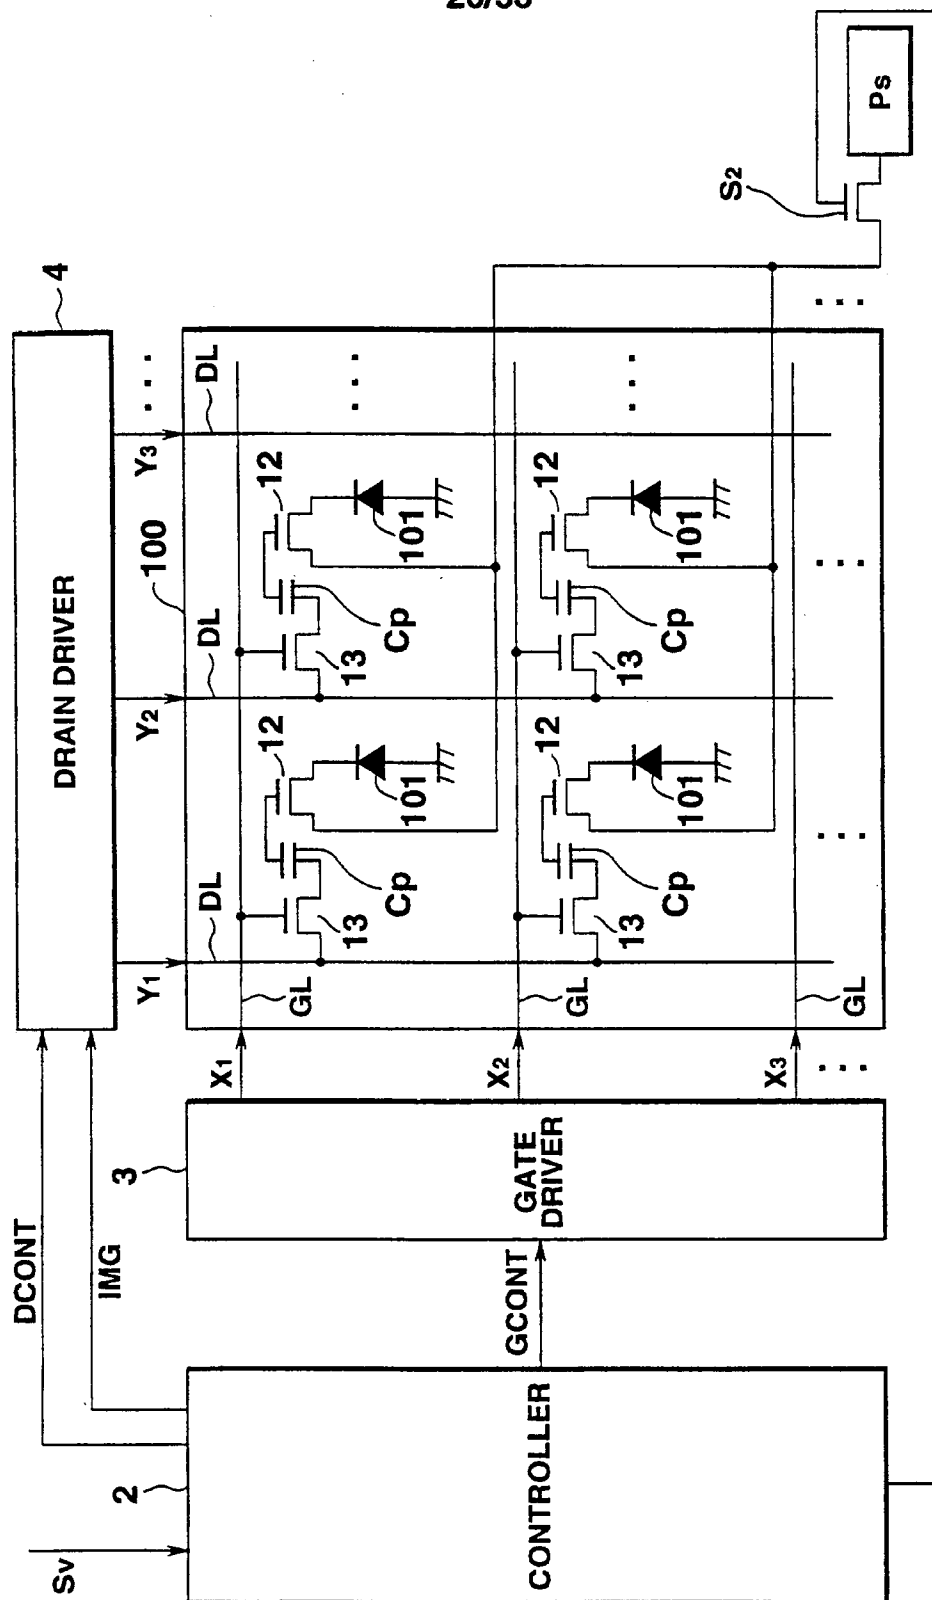 Sv
DCONT
IMG
DRAIN DRIVER
4
2
3
Y1
Y2
Y3
100
DL
DL
DL
CONTROLLER
GCONT
GATE
DRIVER
X1
GL
13
Cp
12
101
13
Cp
12
101
X2
GL
13
Cp
12
101
13
Cp
12
101
X3
GL
S2
Ps